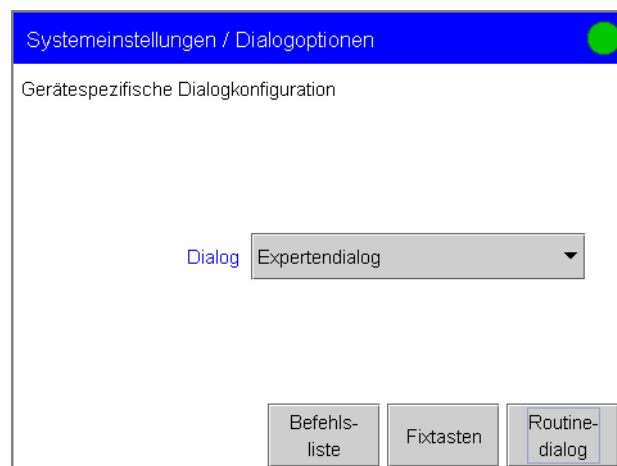 Systemeinstellungen / Dialogoptionen
Gerätespezifische Dialogkonfiguration
Dialog Expertendialog
Befehls-
liste
Fixtasten
Routine-
dialog